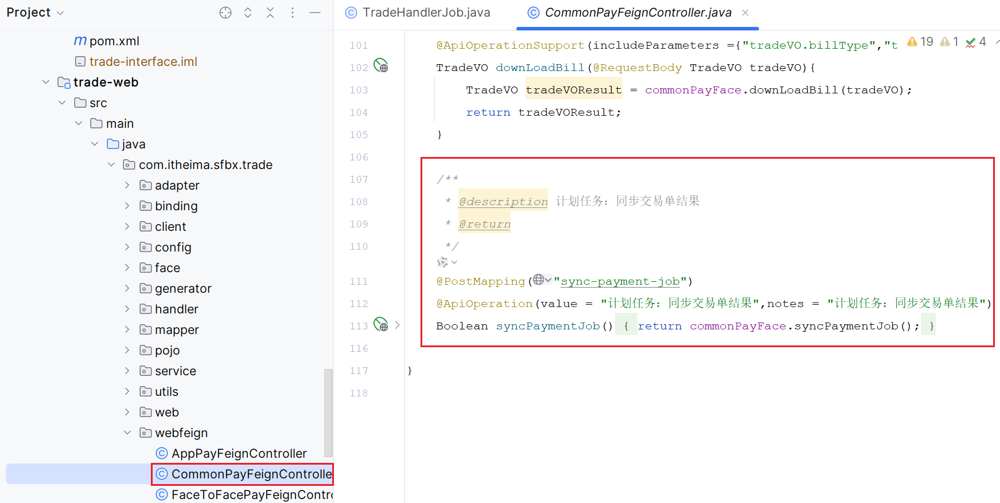 Project
pom.xml
trade-interface.iml
trade-web
src
main
java
com.itheima.sfbx.trade
adapter
binding
client
config
face
generator
handler
mapper
pojo
service
utils
web
webfeign
AppPayFeignController
CommonPayFeignControlle
FaceToFacePayFeignContr
TradeHandlerJob.java
CommonPayFeignController.java
19 1 4
101 @ApiOperationSupport(includeParameters ={"tradeVO.billType","t
102 TradeVO downLoadBill(@RequestBody TradeVO tradeVO){
103 TradeVO tradeVOResult = commonPayFace.downLoadBill(tradeVO);
104 return tradeVOResult;
105 }
106
107 /**
108 * @description 计划任务：同步交易单结果
109 * @return
110 */
111 @PostMapping("sync-payment-job")
112 @ApiOperation(value = "计划任务：同步交易单结果",notes = "计划任务：同步交易单结果")
113 Boolean syncPaymentJob() { return commonPayFace.syncPaymentJob(); }
116
117 }
118